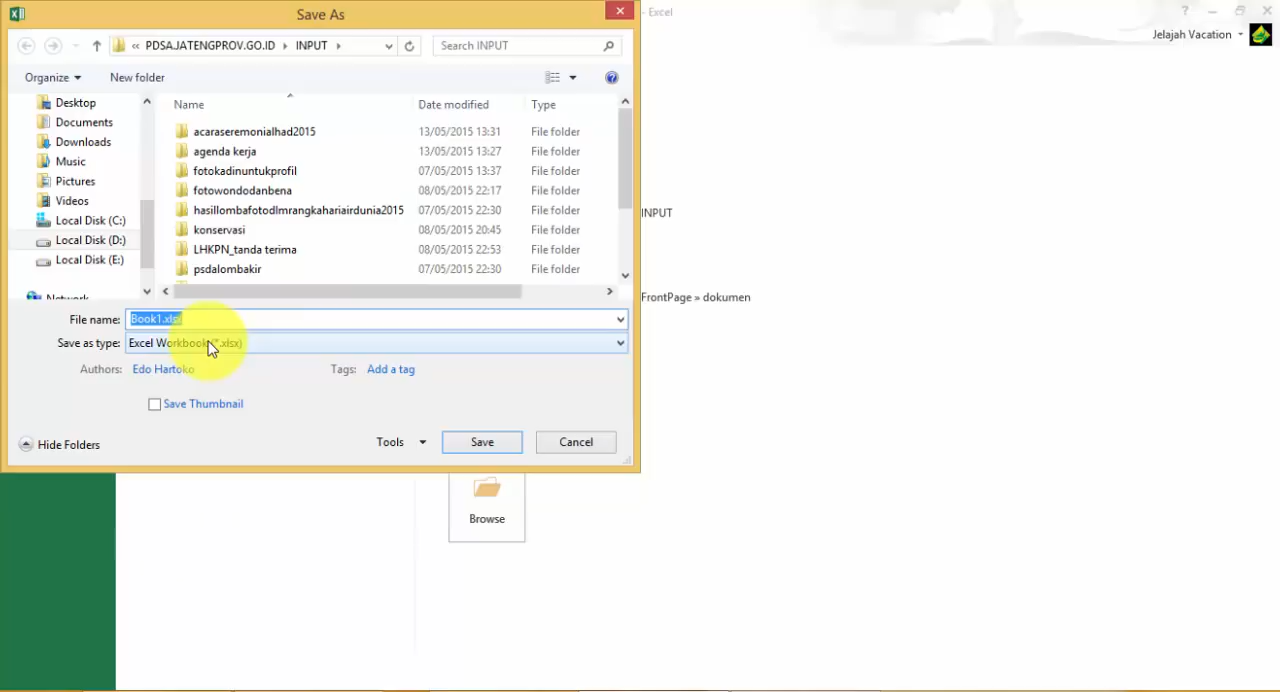 Save As
- Excel
Jelajah Vacation
« PDSA.JATENGPROV.GO.ID INPUT
Search INPUT
Organize
New folder
Desktop
Documents
Downloads
Music
Pictures
Videos
Local Disk (C:)
Local Disk (D:)
Local Disk (E:)
Network
Name Date modified Type
acaraseremonialhad2015 13/05/2015 13:31 File folder
agenda kerja 13/05/2015 13:27 File folder
fotokadinuntukprofil 07/05/2015 13:37 File folder
fotowondodanbena 08/05/2015 22:17 File folder
hasillombafotodlmrangkahariairdunia2015 07/05/2015 22:30 File folder
konservasi 08/05/2015 20:45 File folder
LHKPN_tanda terima 08/05/2015 22:53 File folder
psdalombakir 07/05/2015 22:30 File folder
INPUT
FrontPage » dokumen
File name: Book1.xlsx
Save as type: Excel Workbook (*.xlsx)
Authors: Edo Hartoko
Tags: Add a tag
Save Thumbnail
Hide Folders
Tools
Save
Cancel
Browse